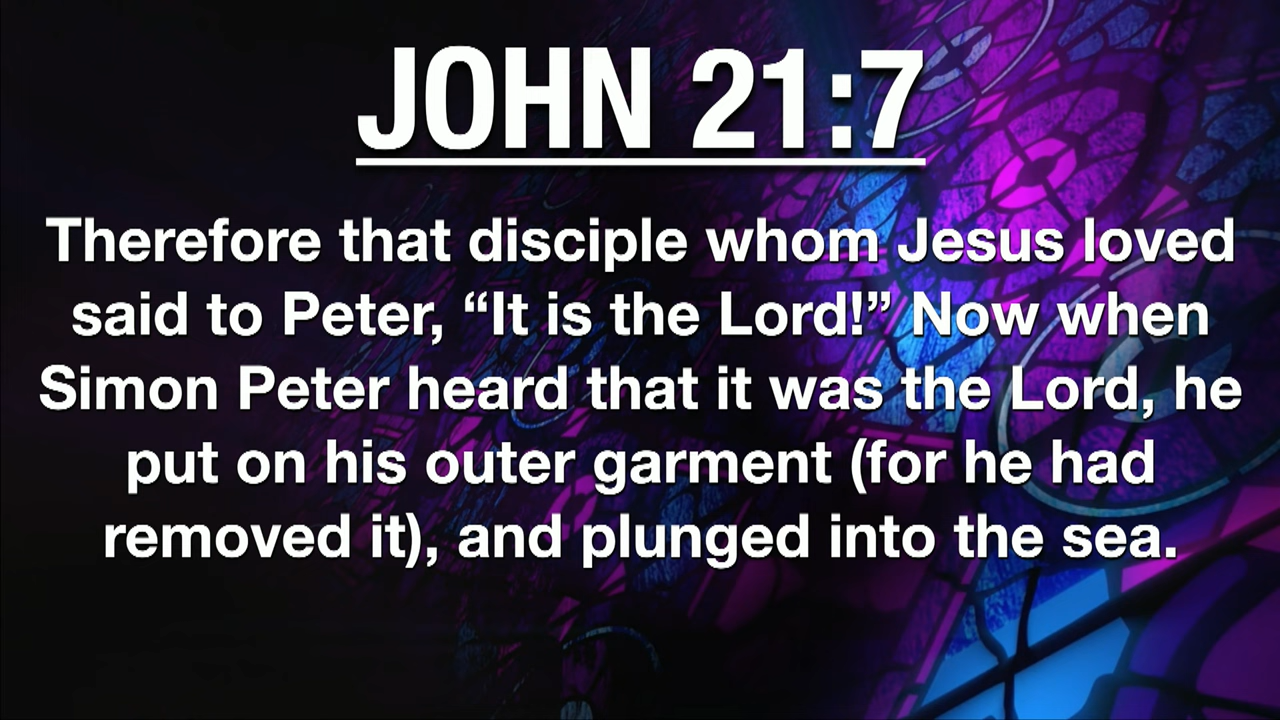 JOHN 21:7
Therefore that disciple whom Jesus loved
said to Peter, “It is the Lord!” Now when
Simon Peter heard that it was the Lord, he
put on his outer garment (for he had
removed it), and plunged into the sea.